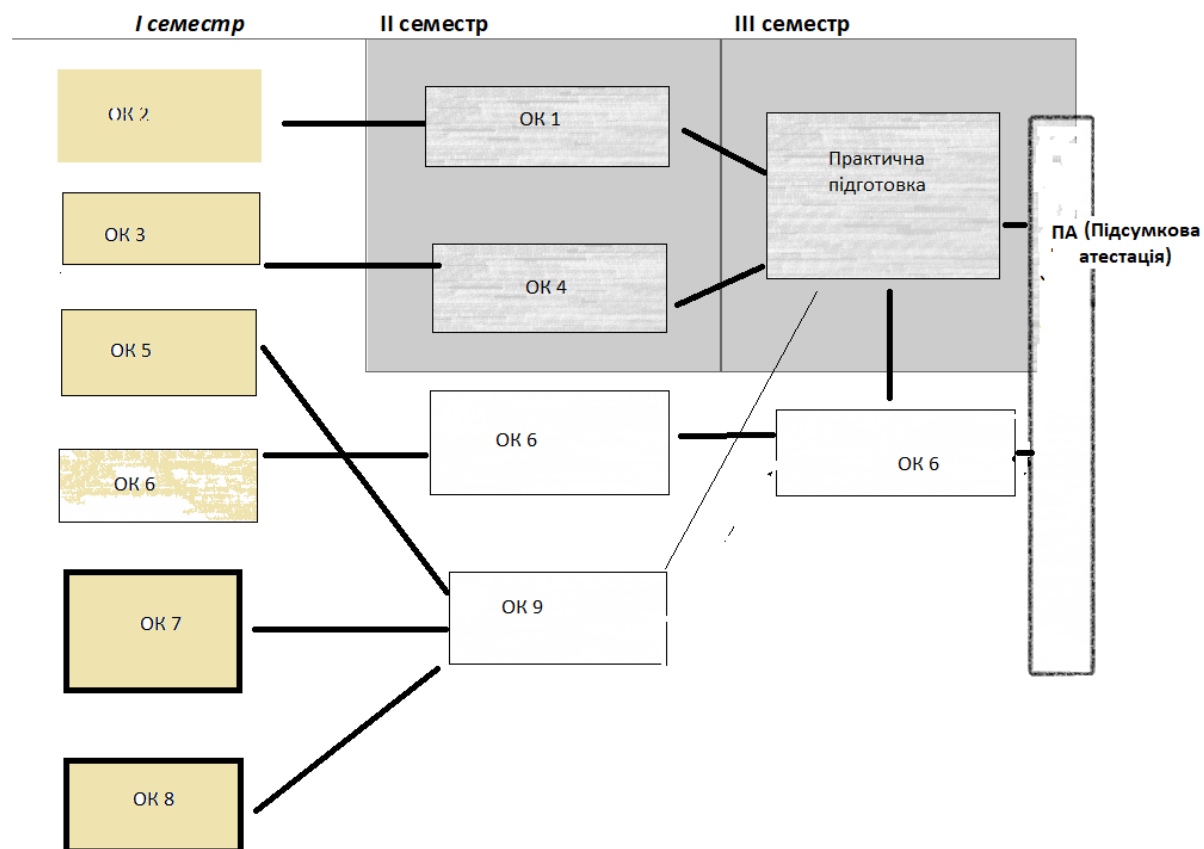 І семестр
ІІ семестр
ІІІ семестр
ОК 2
ОК 1
Практична
підготовка
ОК 3
ПА (Підсумкова
атестація)
ОК 4
ОК 5
ОК 6
ОК 6
ОК 6
ОК 9
ОК 7
ОК 8